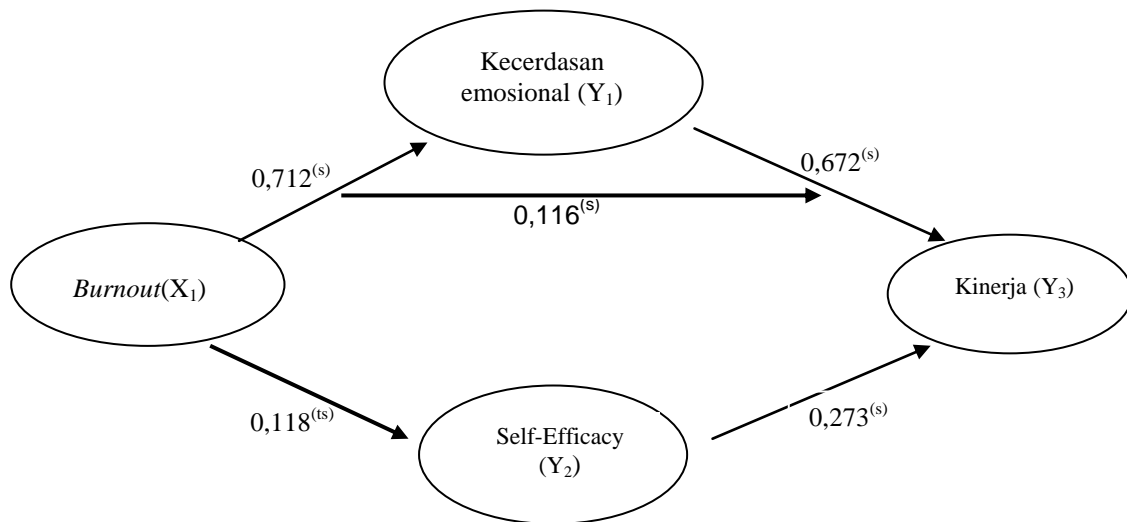 Kecerdasan
emosional (Y₁)
0,712⁽ˢ⁾
0,672⁽ˢ⁾
0,116⁽ˢ⁾
Burnout(X₁)
Kinerja (Y₃)
0,118⁽ᵗˢ⁾
0,273⁽ˢ⁾
Self-Efficacy
(Y₂)